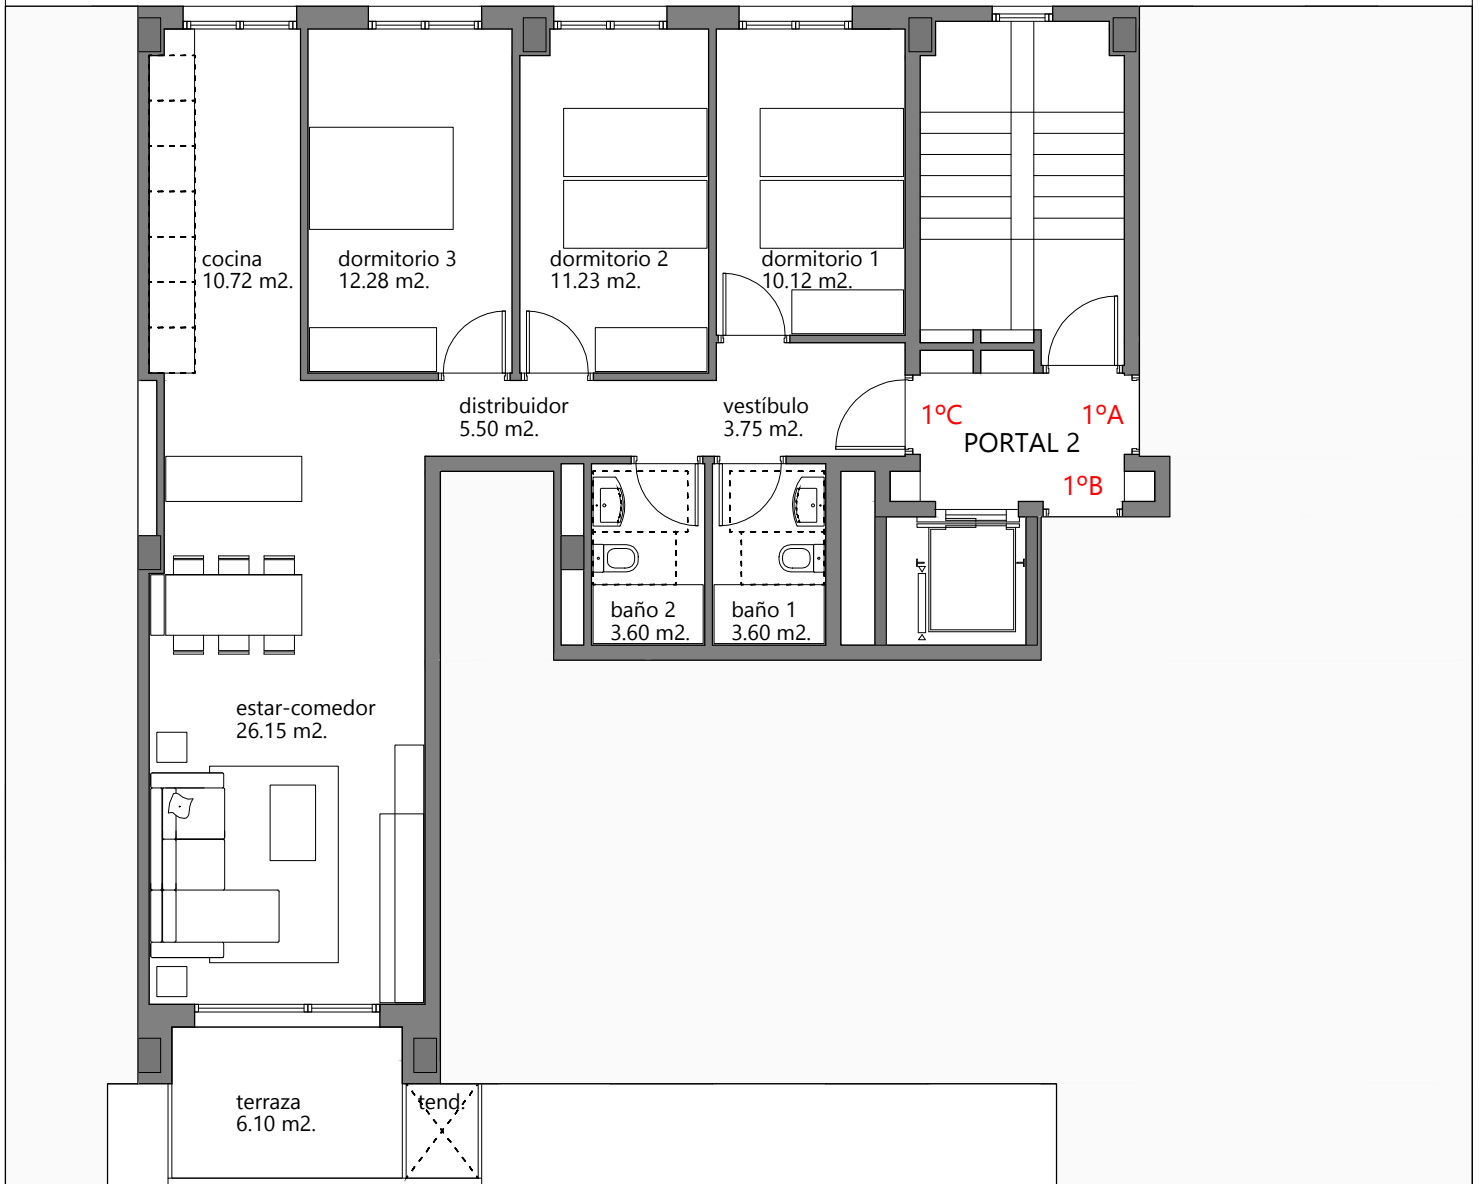 cocina
10.72 m2.
dormitorio 3
12.28 m2.
dormitorio 2
11.23 m2.
dormitorio 1
10.12 m2.
distribuidor
5.50 m2.
vestíbulo
3.75 m2.
1ºC
1ºA
PORTAL 2
1ºB
baño 2
3.60 m2.
baño 1
3.60 m2.
estar-comedor
26.15 m2.
terraza
6.10 m2.
tend.